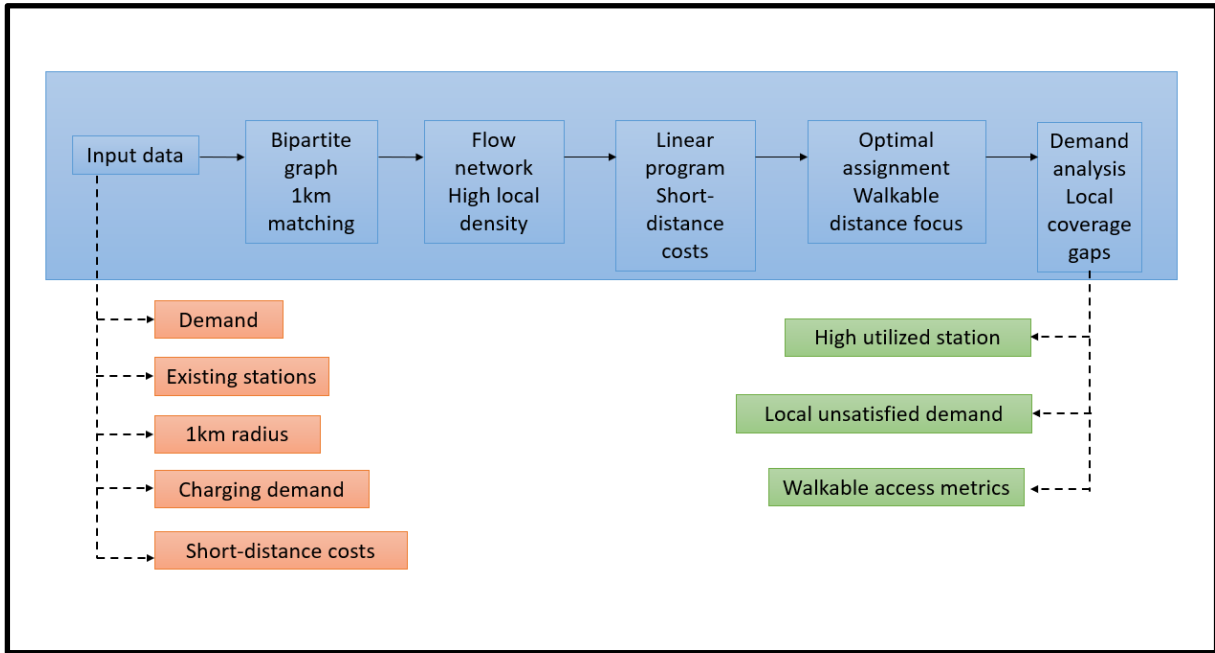 Input data
Bipartite
graph
1km
matching
Flow
network
High local
density
Linear
program
Short-
distance
costs
Optimal
assignment
Walkable
distance focus
Demand
analysis
Local
coverage
gaps
Demand
Existing stations
1km radius
Charging demand
Short-distance costs
High utilized station
Local unsatisfied demand
Walkable access metrics